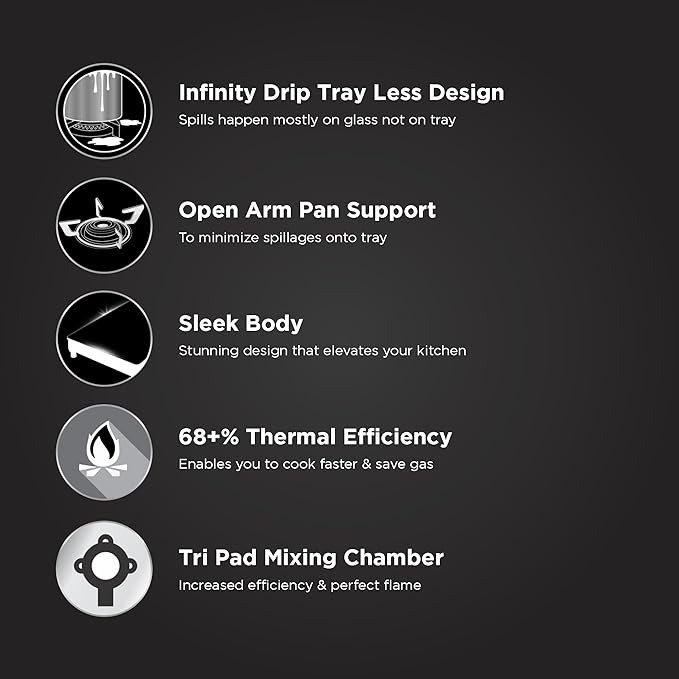 Infinity Drip Tray Less Design
Spills happen mostly on glass not on tray
Open Arm Pan Support
To minimize spillages onto tray
Sleek Body
Stunning design that elevates your kitchen
68+% Thermal Efficiency
Enables you to cook faster & save gas
Tri Pad Mixing Chamber
Increased efficiency & perfect flame